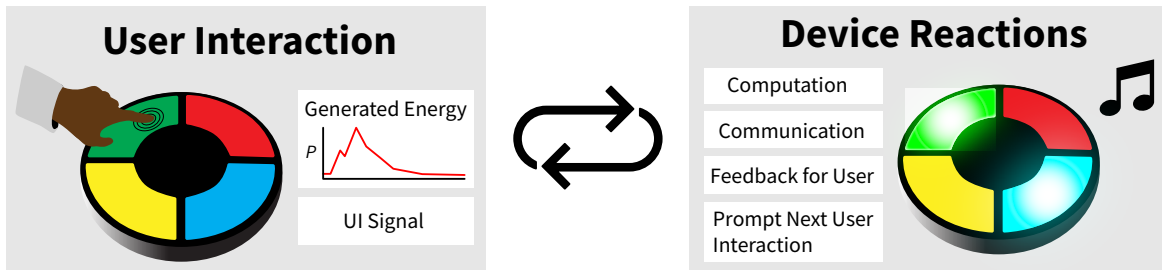 User Interaction
Generated Energy
P
UI Signal
Device Reactions
Computation
Communication
Feedback for User
Prompt Next User
Interaction